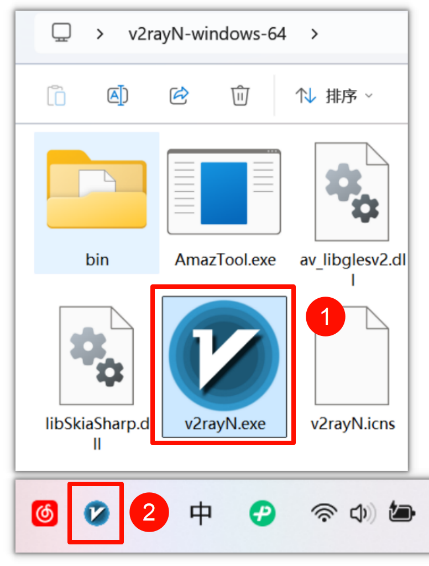 v2rayN-windows-64
排序
bin
AmazTool.exe
av_libglesv2.dl
l
1
libSkiaSharp.d
ll
v2rayN.exe
v2rayN.icns
2
中